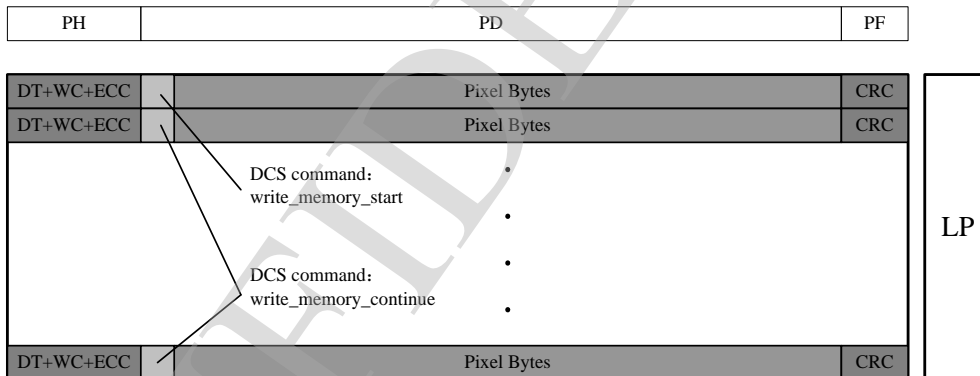 PH PD PF
DT+WC+ECC Pixel Bytes CRC
DT+WC+ECC Pixel Bytes CRC
DCS command：
write_memory_start
LP
DCS command：
write_memory_continue
DT+WC+ECC Pixel Bytes CRC